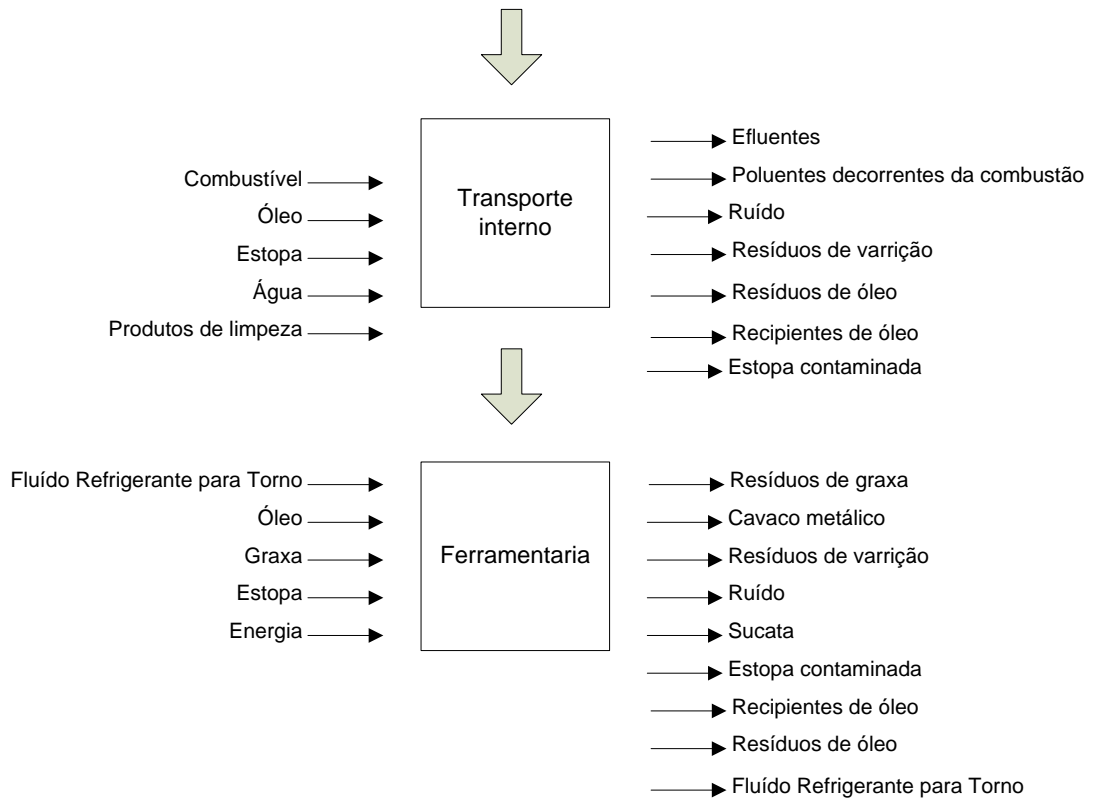 Combustível
Óleo
Estopa
Água
Produtos de limpeza
Transporte
interno
Efluentes
Poluentes decorrentes da combustão
Ruído
Resíduos de varrição
Resíduos de óleo
Recipientes de óleo
Estopa contaminada
Fluído Refrigerante para Torno
Óleo
Graxa
Estopa
Energia
Ferramentaria
Resíduos de graxa
Cavaco metálico
Resíduos de varrição
Ruído
Sucata
Estopa contaminada
Recipientes de óleo
Resíduos de óleo
Fluído Refrigerante para Torno